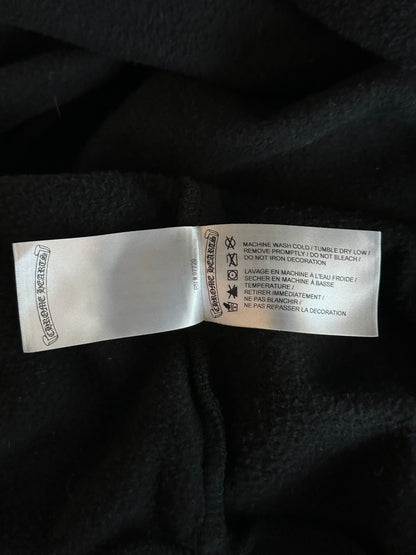 CHROME HEARTS
CHROME HEARTS
MACHINE WASH COLD / TUMBLE DRY LOW /
REMOVE PROMPTLY / DO NOT BLEACH /
DO NOT IRON DECORATION
LAVAGE EN MACHINE À L'EAU FROIDE /
SECHER EN MACHINE À BASSE
TEMPERATURE /
RETIRER IMMÉDIATEMENT /
NE PAS BLANCHIR /
NE PAS REPASSER LA DECORATION